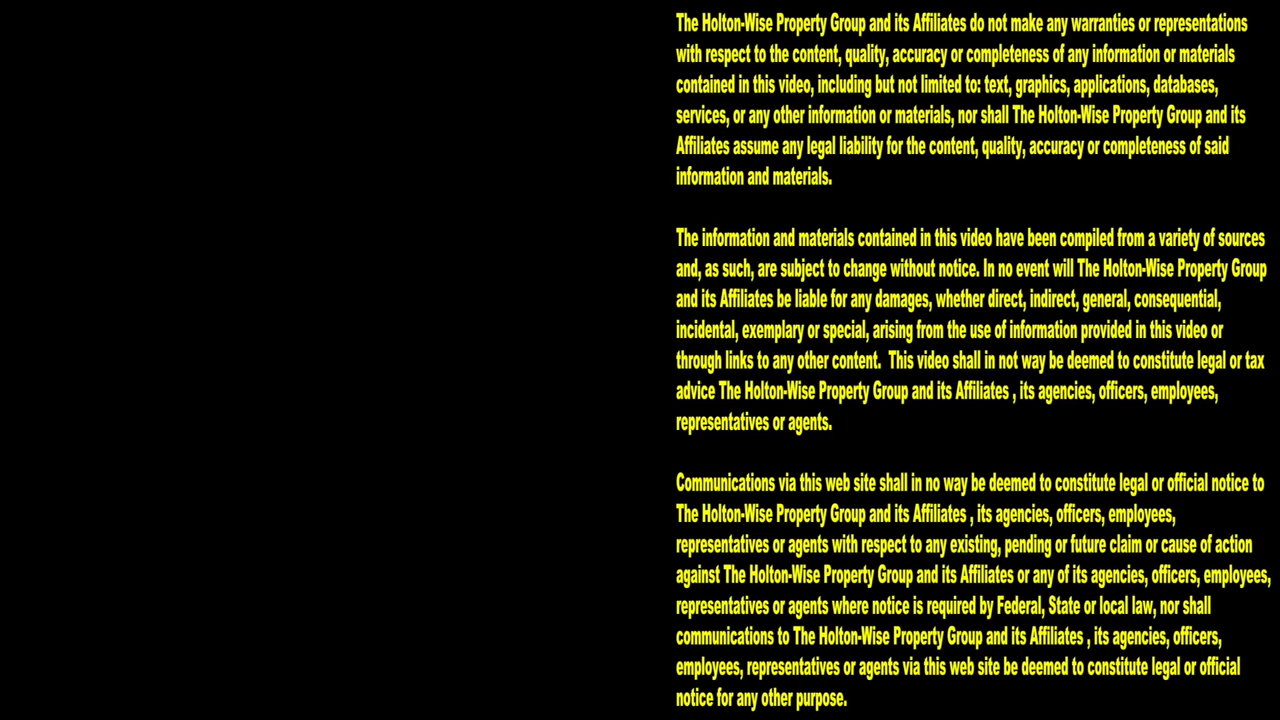 The Holton-Wise Property Group and its Affiliates do not make any warranties or representations
with respect to the content, quality, accuracy or completeness of any information or materials
contained in this video, including but not limited to: text, graphics, applications, databases,
services, or any other information or materials, nor shall The Holton-Wise Property Group and its
Affiliates assume any legal liability for the content, quality, accuracy or completeness of said
information and materials.
The information and materials contained in this video have been compiled from a variety of sources
and, as such, are subject to change without notice. In no event will The Holton-Wise Property Group
and its Affiliates be liable for any damages, whether direct, indirect, general, consequential,
incidental, exemplary or special, arising from the use of information provided in this video or
through links to any other content.  This video shall in not way be deemed to constitute legal or tax
advice The Holton-Wise Property Group and its Affiliates , its agencies, officers, employees,
representatives or agents.
Communications via this web site shall in no way be deemed to constitute legal or official notice to
The Holton-Wise Property Group and its Affiliates , its agencies, officers, employees,
representatives or agents with respect to any existing, pending or future claim or cause of action
against The Holton-Wise Property Group and its Affiliates or any of its agencies, officers, employees,
representatives or agents where notice is required by Federal, State or local law, nor shall
communications to The Holton-Wise Property Group and its Affiliates , its agencies, officers,
employees, representatives or agents via this web site be deemed to constitute legal or official
notice for any other purpose.